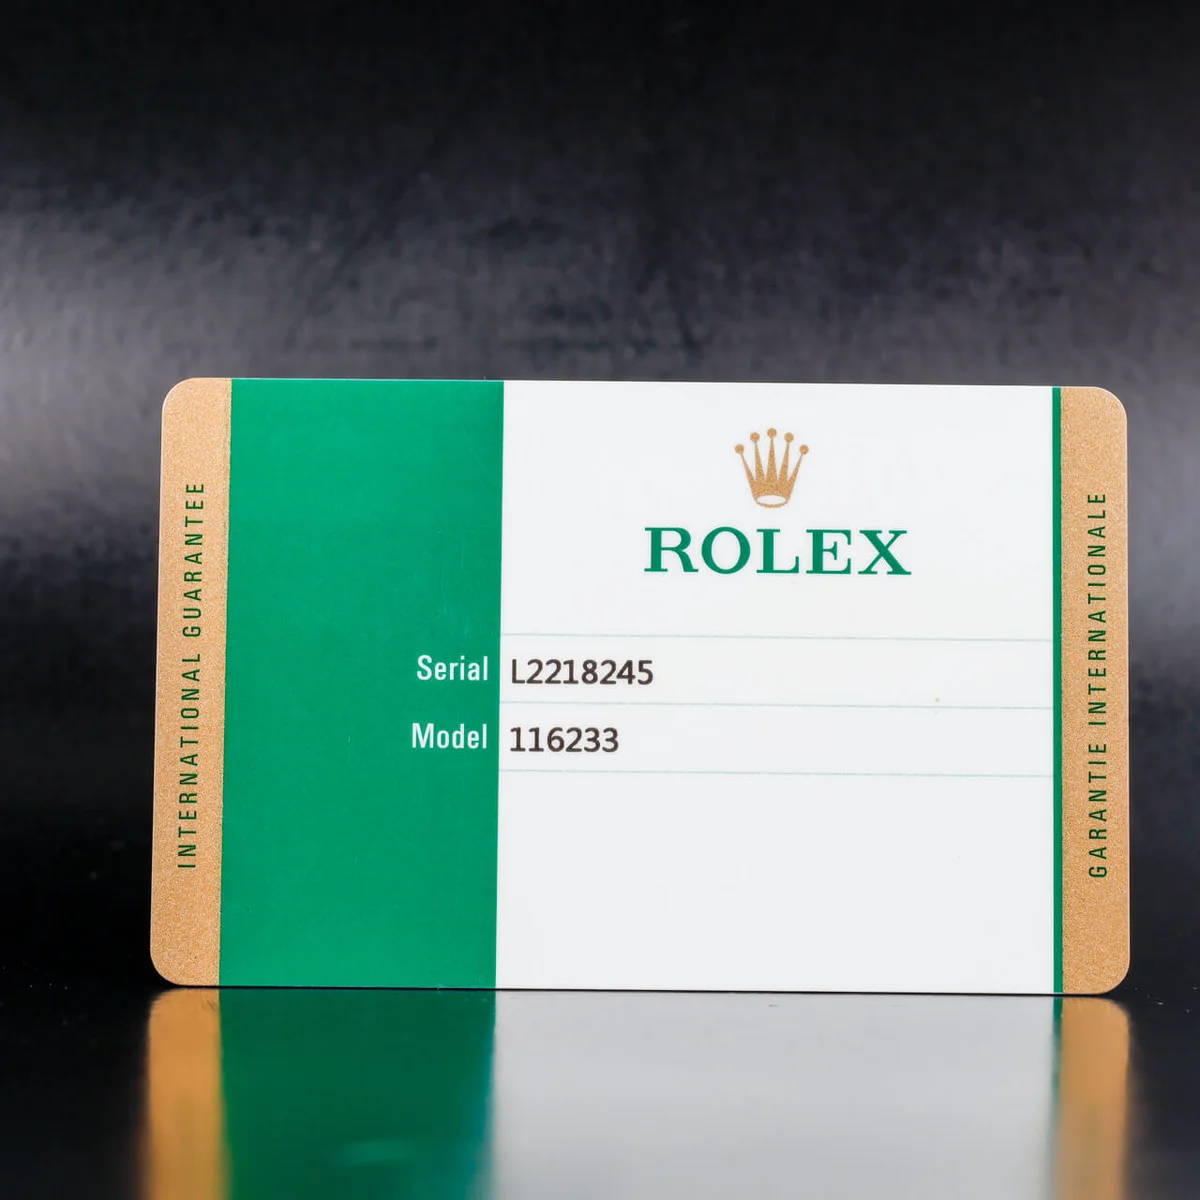 INTERNATIONAL GUARANTEE
ROLEX
Serial L2218245
Model 116233
GARANTIE INTERNATIONALE